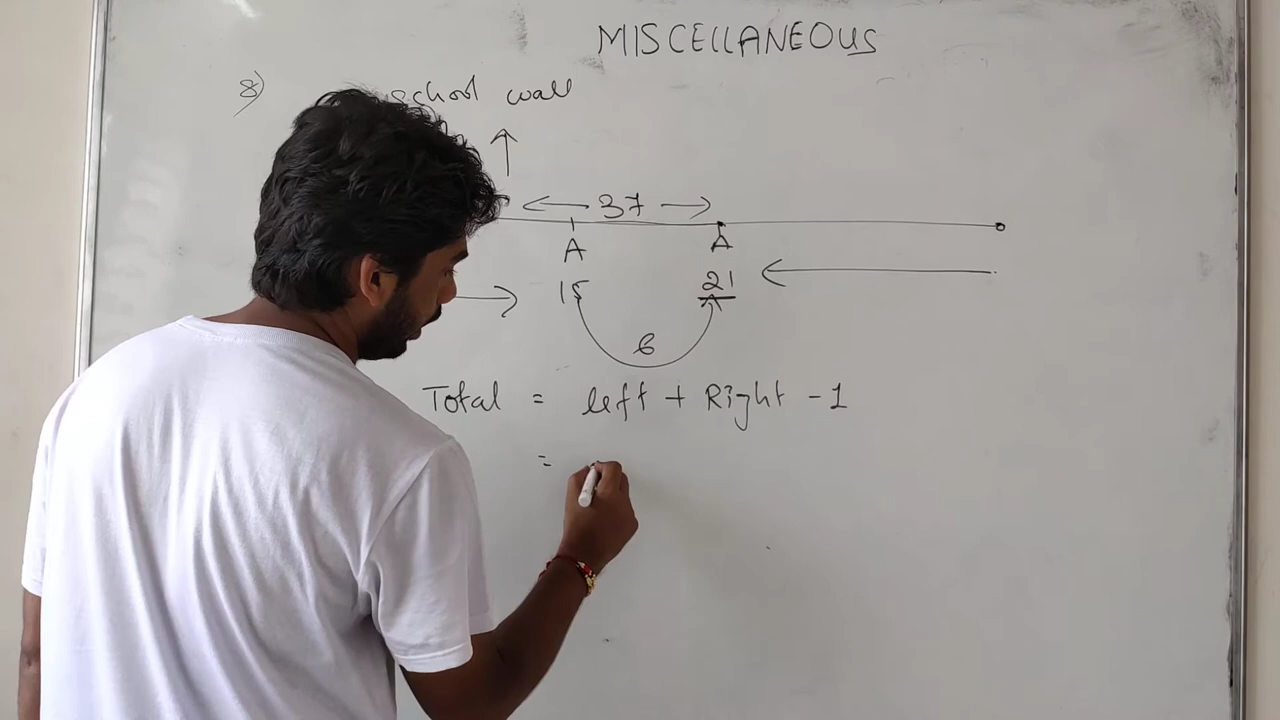 MISCELLANEOUS
8) school wall
37
A A
15 21
6
Total = left + Right - 1
=